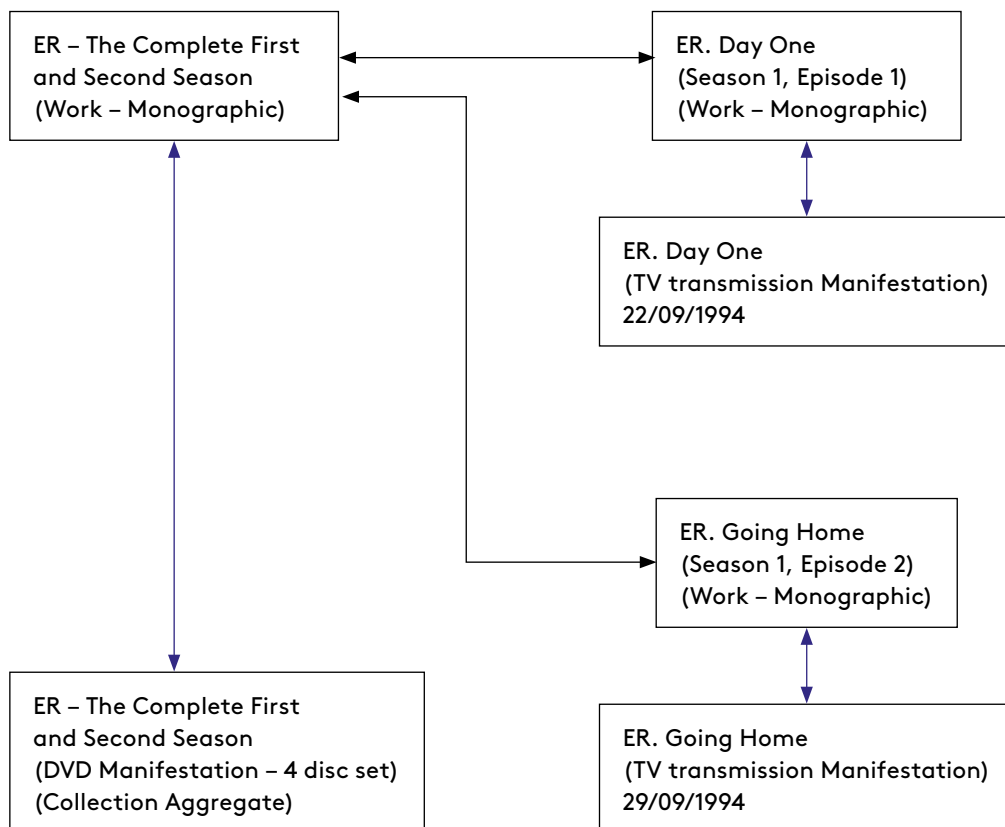 ER – The Complete First
and Second Season
(Work – Monographic)
ER. Day One
(Season 1, Episode 1)
(Work – Monographic)
ER. Day One
(TV transmission Manifestation)
22/09/1994
ER. Going Home
(Season 1, Episode 2)
(Work – Monographic)
ER – The Complete First
and Second Season
(DVD Manifestation – 4 disc set)
(Collection Aggregate)
ER. Going Home
(TV transmission Manifestation)
29/09/1994